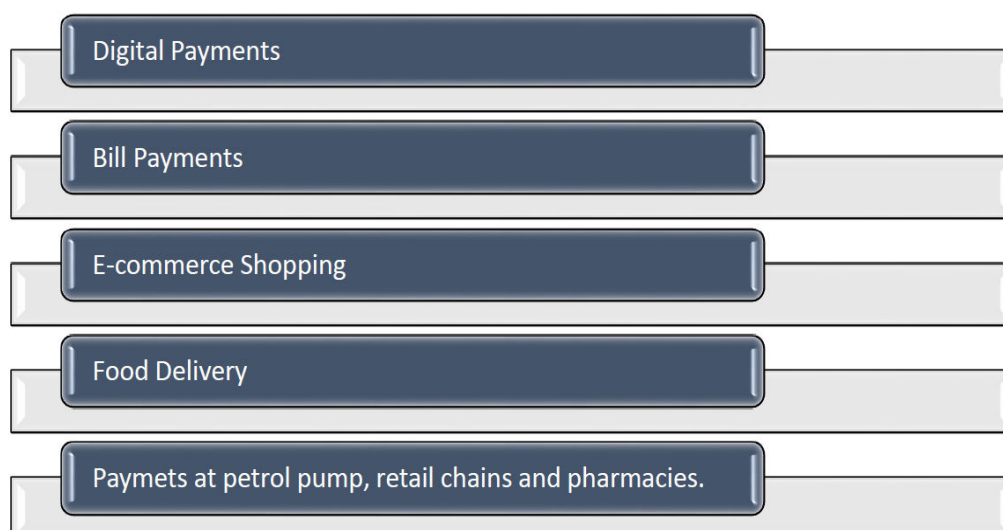 Digital Payments
Bill Payments
E-commerce Shopping
Food Delivery
Paymets at petrol pump, retail chains and pharmacies.